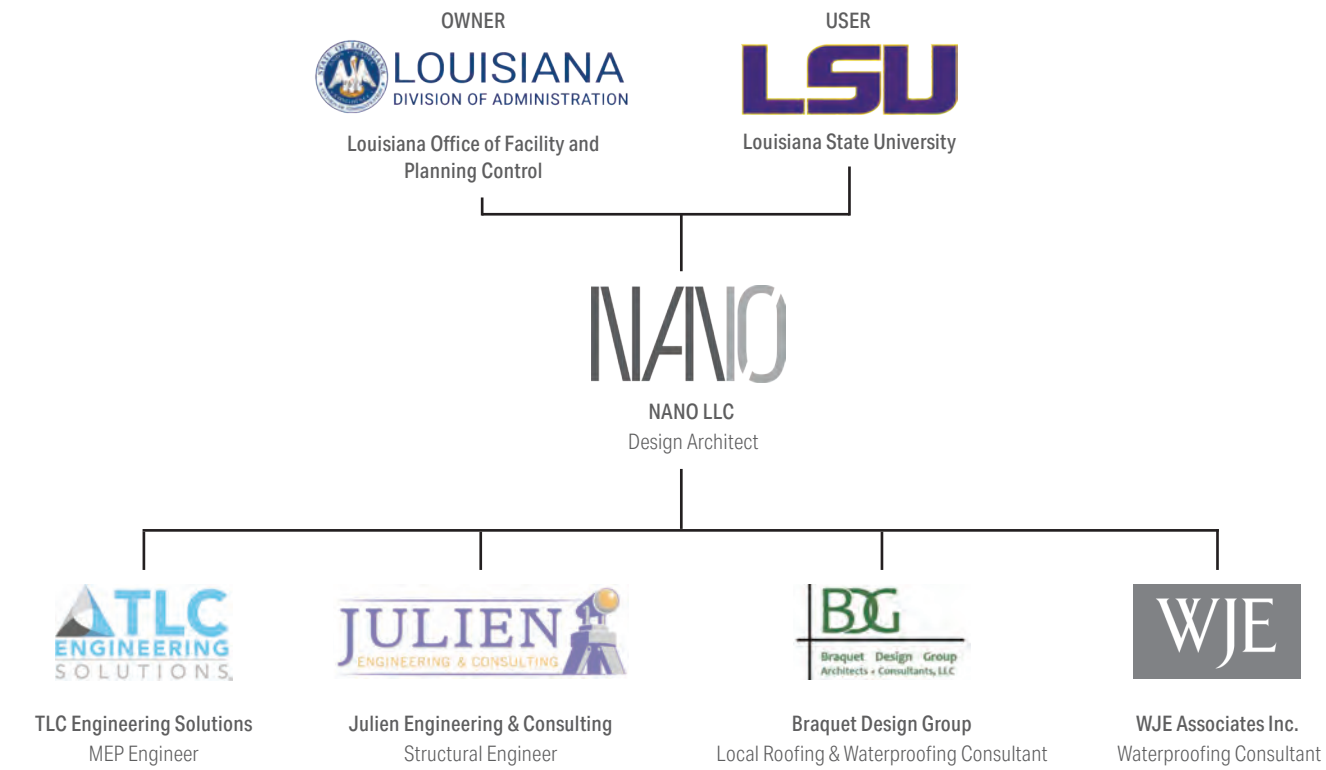 OWNER
USER
LOUISIANA
DIVISION OF ADMINISTRATION
LSU
Louisiana Office of Facility and
Planning Control
Louisiana State University
NANO
NANO LLC
Design Architect
TLC
ENGINEERING
SOLUTIONS
JULIEN
ENGINEERING & CONSULTING
BDG
Braquet Design Group
Architects + Consultants, LLC
WJE
TLC Engineering Solutions
MEP Engineer
Julien Engineering & Consulting
Structural Engineer
Braquet Design Group
Local Roofing & Waterproofing Consultant
WJE Associates Inc.
Waterproofing Consultant